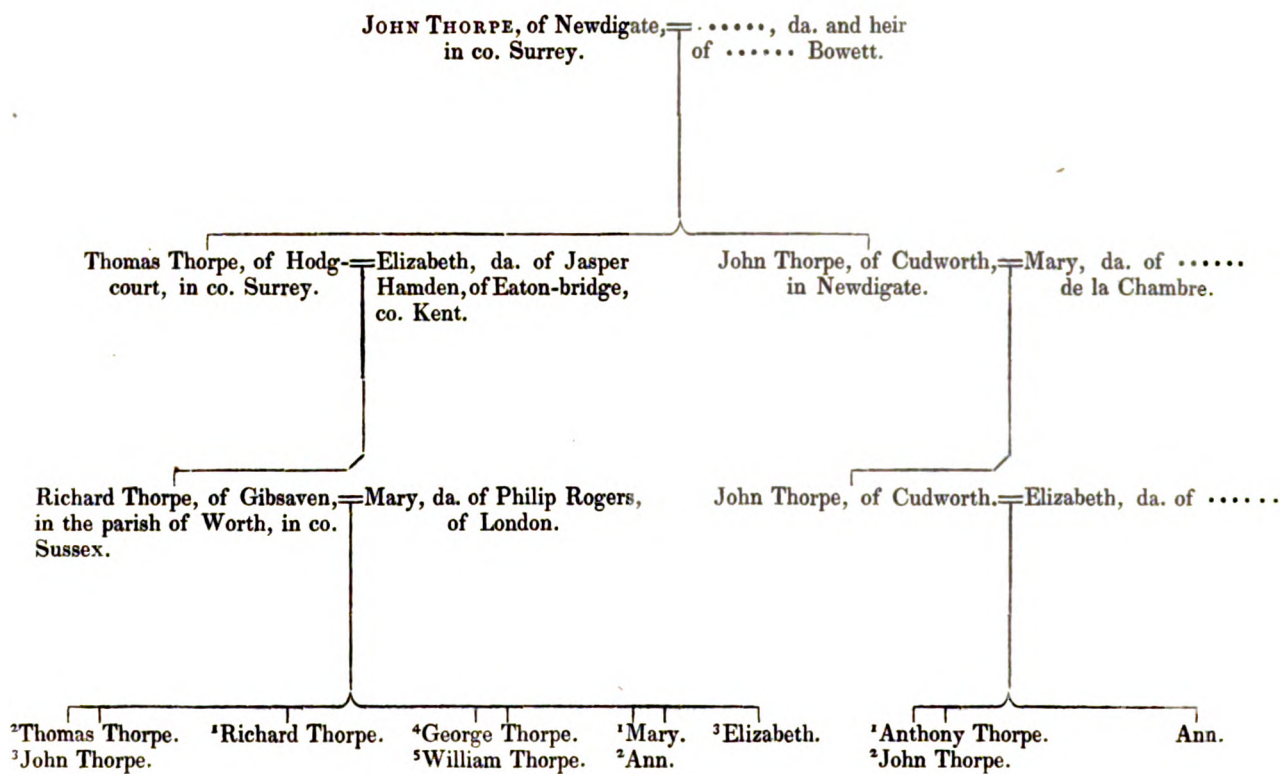 JOHN THORPE, of Newdigate,
in co. Surrey.
······, da. and heir
of ······ Bowett.
Thomas Thorpe, of Hodg-
court, in co. Surrey.
Elizabeth, da. of Jasper
Hamden, of Eaton-bridge,
co. Kent.
John Thorpe, of Cudworth,
in Newdigate.
Mary, da. of ······
de la Chambre.
Richard Thorpe, of Gibsaven,
in the parish of Worth, in co.
Sussex.
Mary, da. of Philip Rogers,
of London.
John Thorpe, of Cudworth.
Elizabeth, da. of ······
²Thomas Thorpe.
³John Thorpe.
¹Richard Thorpe.
⁴George Thorpe.
⁵William Thorpe.
¹Mary.
²Ann.
³Elizabeth.
¹Anthony Thorpe.
²John Thorpe.
Ann.